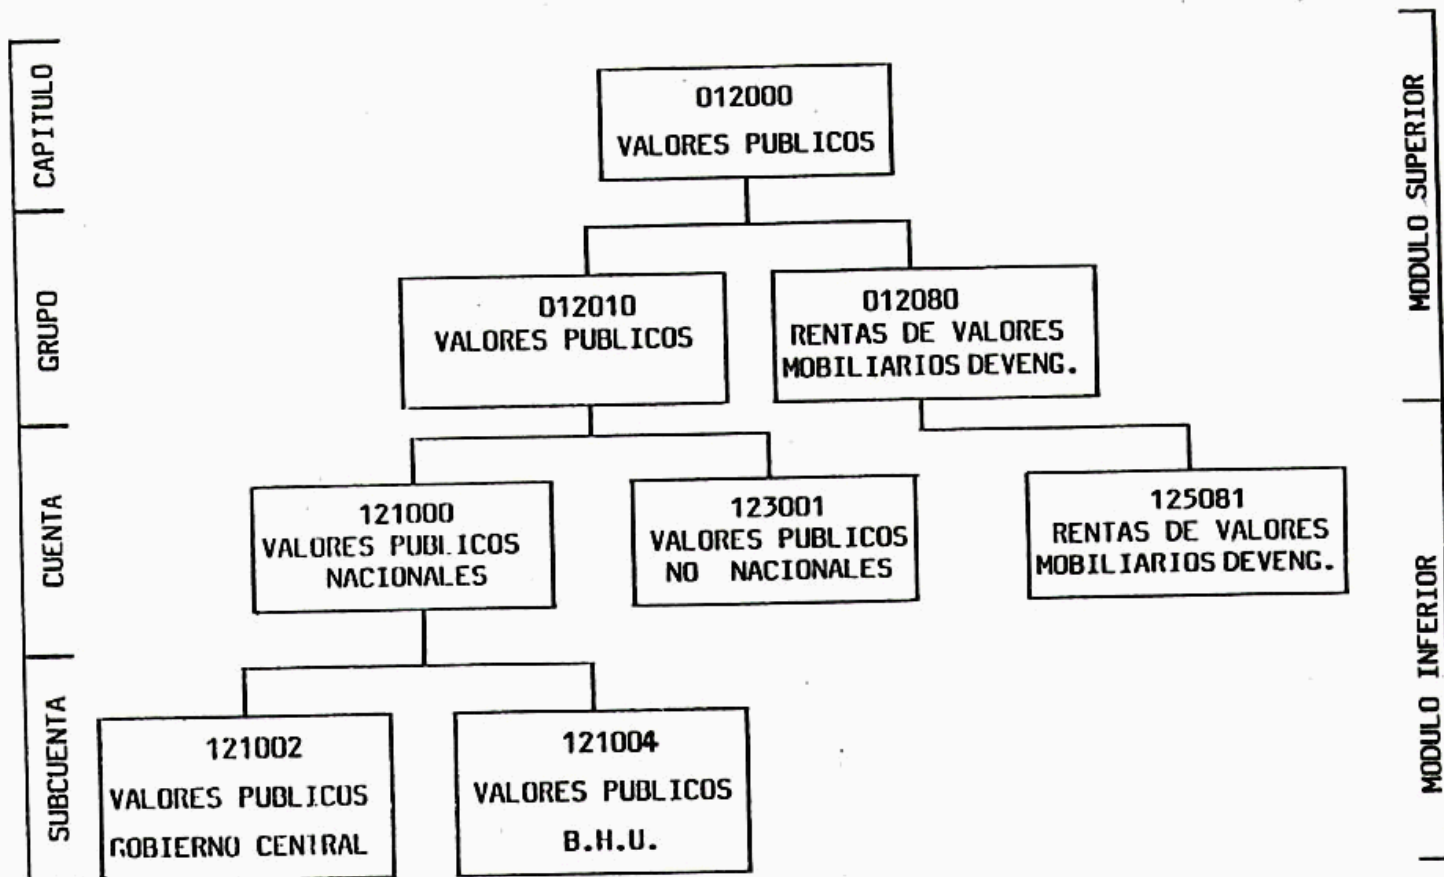 CAPITULO
012000
VALORES PUBLICOS
MODULO SUPERIOR
GRUPO
012010
VALORES PUBLICOS
012080
RENTAS DE VALORES
MOBILIARIOS DEVENG.
CUENTA
121000
VALORES PUBLICOS
NACIONALES
123001
VALORES PUBLICOS
NO NACIONALES
125081
RENTAS DE VALORES
MOBILIARIOS DEVENG.
MODULO INFERIOR
SUBCUENTA
121002
VALORES PUBLICOS
GOBIERNO CENTRAL
121004
VALORES PUBLICOS
B.H.U.